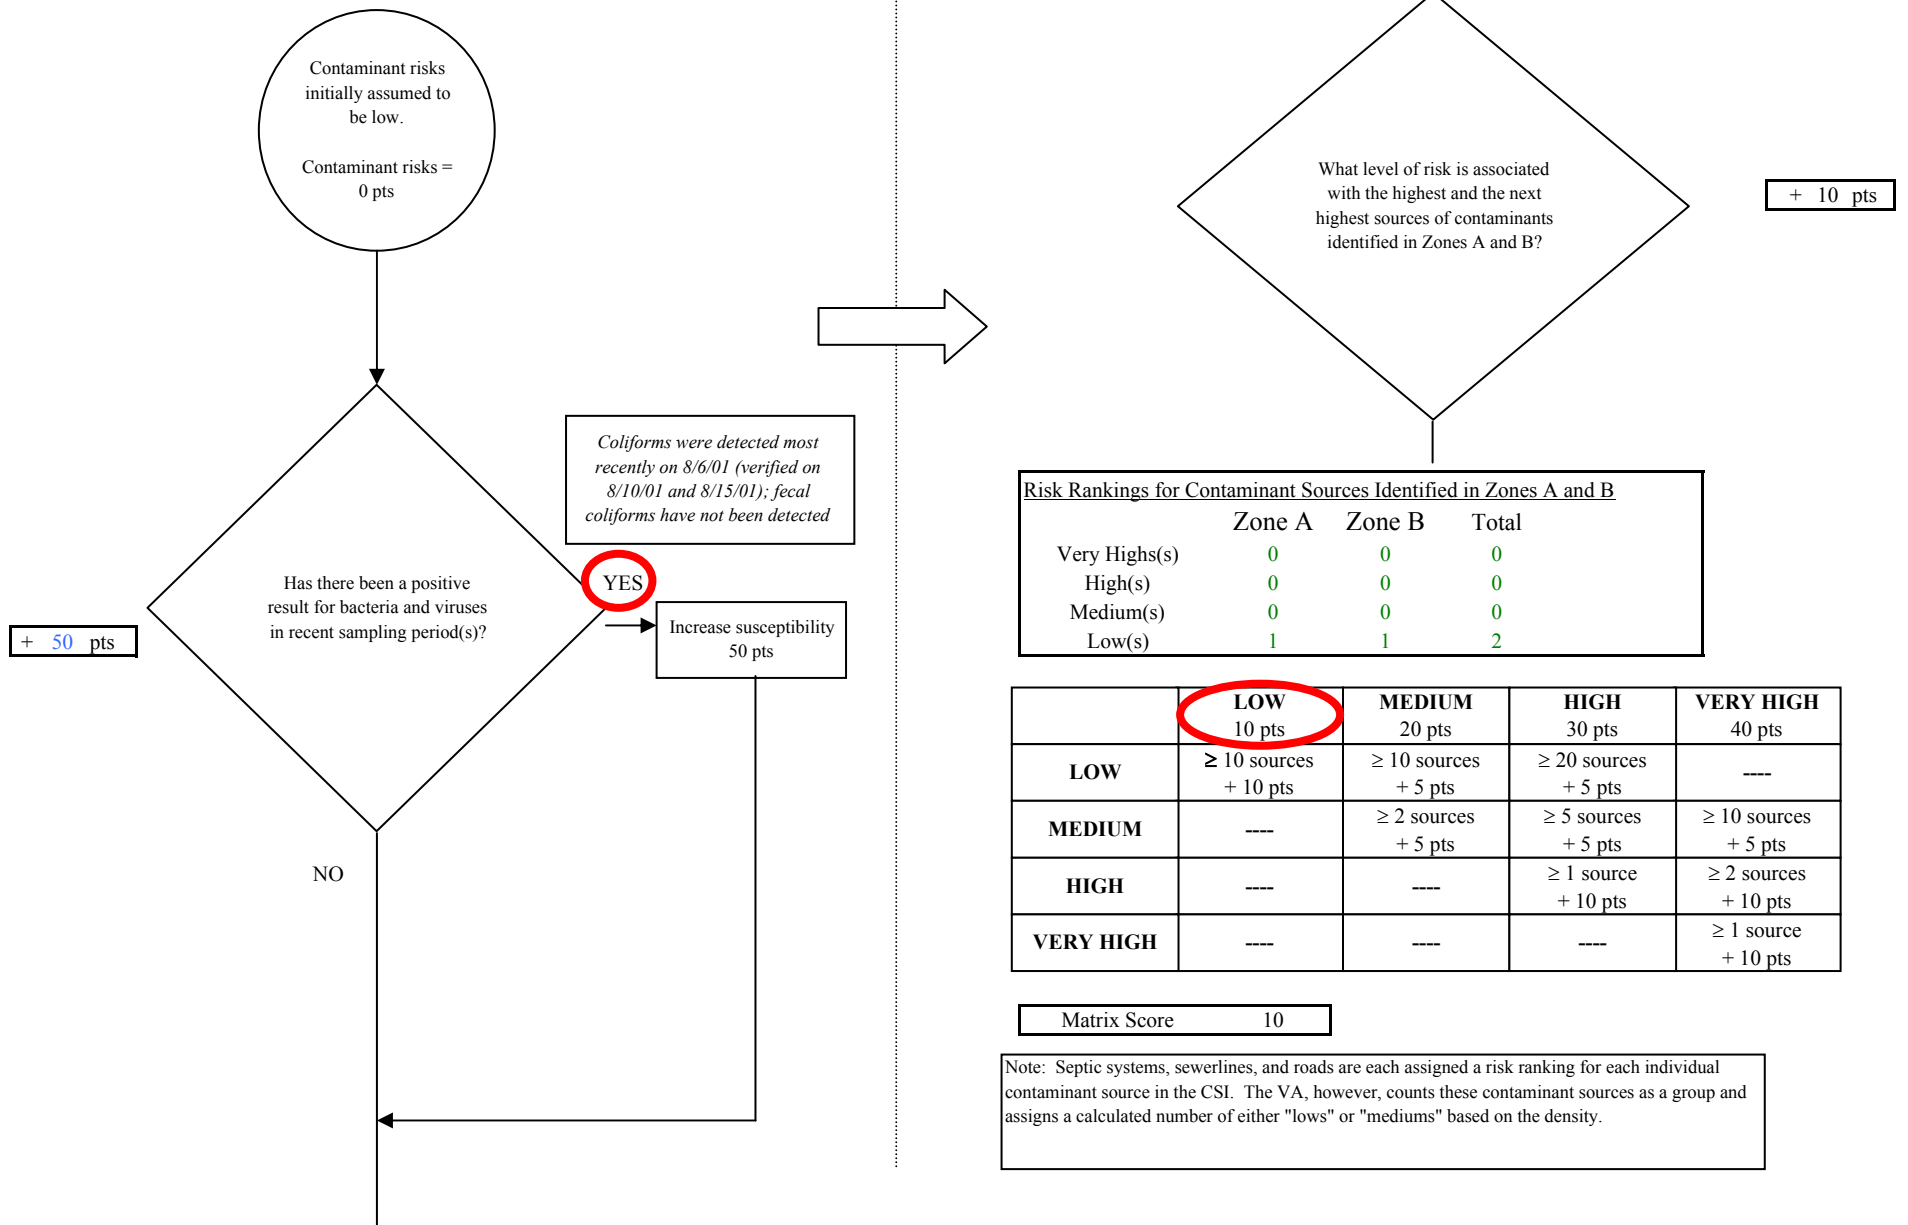 Contaminant risks
initially assumed to
be low.
Contaminant risks =
0 pts
Coliforms were detected most
recently on 8/6/01 (verified on
8/10/01 and 8/15/01); fecal
coliforms have not been detected
YES
Has there been a positive
result for bacteria and viruses
in recent sampling period(s)?
+ 50 pts
Increase susceptibility
50 pts
NO
What level of risk is associated
with the highest and the next
highest sources of contaminants
identified in Zones A and B?
+ 10 pts
Risk Rankings for Contaminant Sources Identified in Zones A and B
Zone A Zone B Total
Very Highs(s) 0 0 0
High(s) 0 0 0
Medium(s) 0 0 0
Low(s) 1 1 2
LOW MEDIUM HIGH VERY HIGH
10 pts 20 pts 30 pts 40 pts
LOW ≥ 10 sources ≥ 10 sources ≥ 20 sources ----
+ 10 pts + 5 pts + 5 pts
MEDIUM ---- ≥ 2 sources ≥ 5 sources ≥ 10 sources
+ 5 pts + 5 pts + 5 pts
HIGH ---- ---- ≥ 1 source ≥ 2 sources
+ 10 pts + 10 pts
VERY HIGH ---- ---- ---- ≥ 1 source
+ 10 pts
Matrix Score 10
Note: Septic systems, sewerlines, and roads are each assigned a risk ranking for each individual
contaminant source in the CSI. The VA, however, counts these contaminant sources as a group and
assigns a calculated number of either "lows" or "mediums" based on the density.